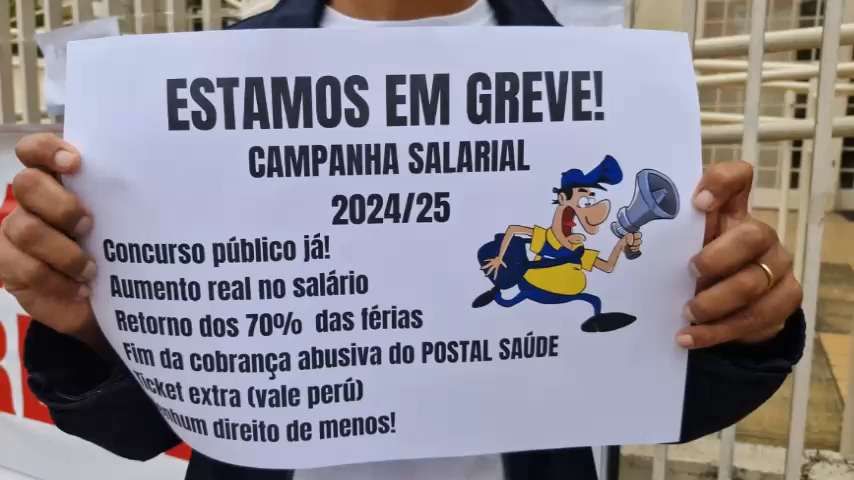 ESTAMOS EM GREVE!
CAMPANHA SALARIAL
2024/25
Concurso público já!
Aumento real no salário
Retorno dos 70% das férias
Fim da cobrança abusiva do POSTAL SAÚDE
Ticket extra (vale perú)
direito de menos!